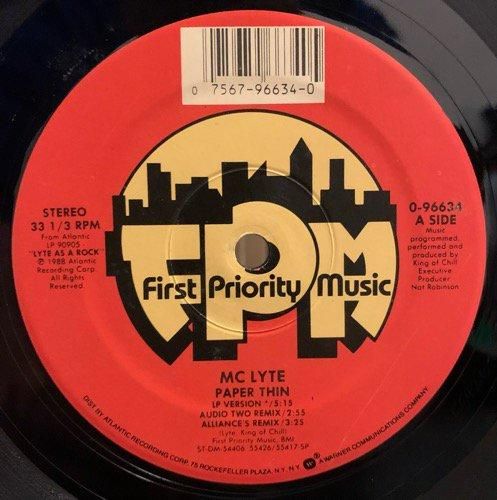 0 7567-96634-0
STEREO
33 1/3 RPM
From Atlantic
LP 90905
"LYTE AS A ROCK"
℗ 1988 Atlantic
Recording Corp.
All Rights
Reserved.
0-96634
A SIDE
Music
programmed,
performed and
produced by
King of Chill
Executive
Producer
Nat Robinson
FPM
First Priority Music
MC LYTE
PAPER THIN
LP VERSION */5:15
AUDIO TWO REMIX/2:55
ALLIANCE'S REMIX/3:25
(Lyte, King of Chill)
First Priority Music, BMI
ST-DM-54406 55426/55417-SP
DIST. BY ATLANTIC RECORDING CORP. 75 ROCKEFELLER PLAZA, N.Y. N.Y. W ® A WARNER COMMUNICATIONS COMPANY